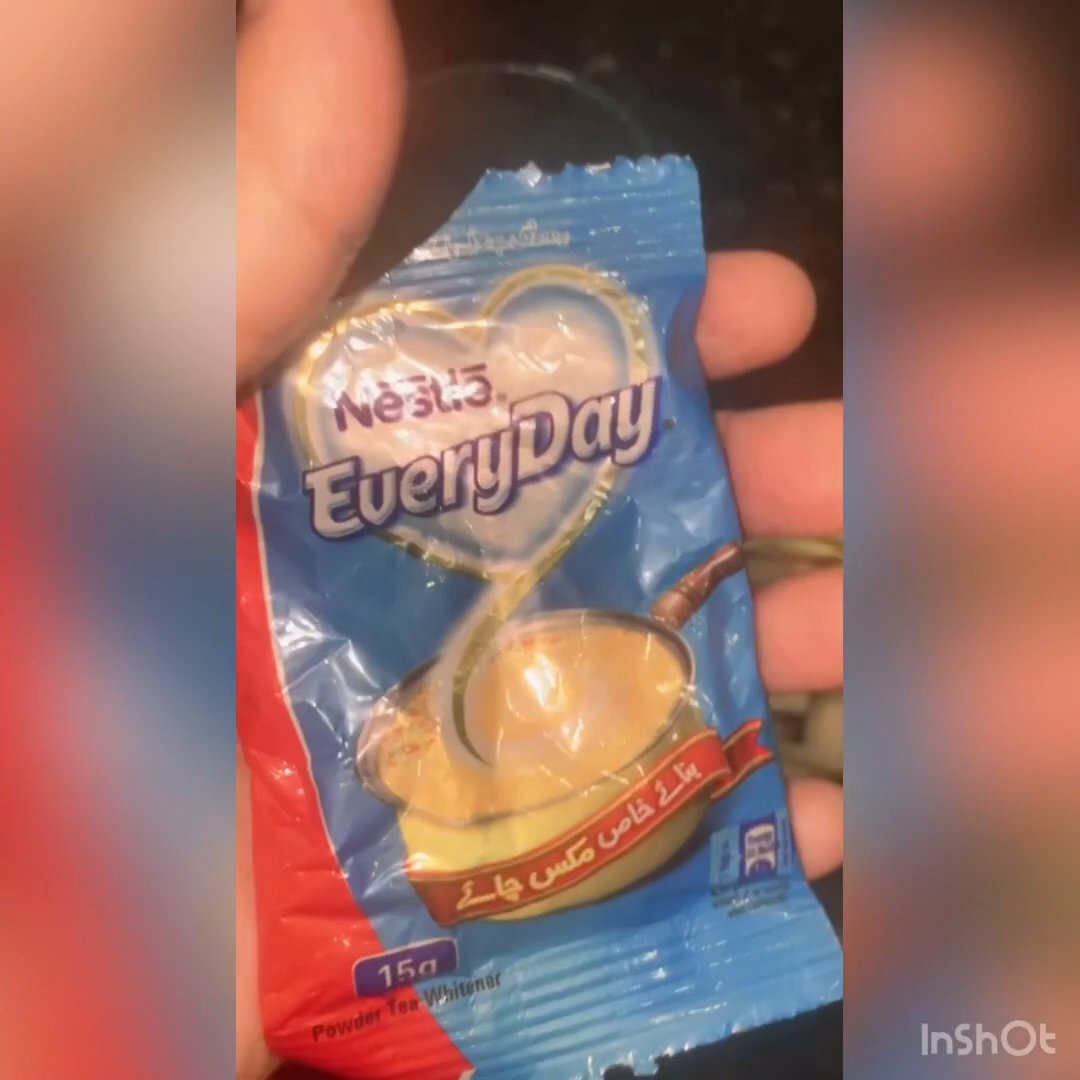 Nestlé
EveryDay
بنائے خاص مکس چائے
15g
Powder Tea Whitener
InShOt